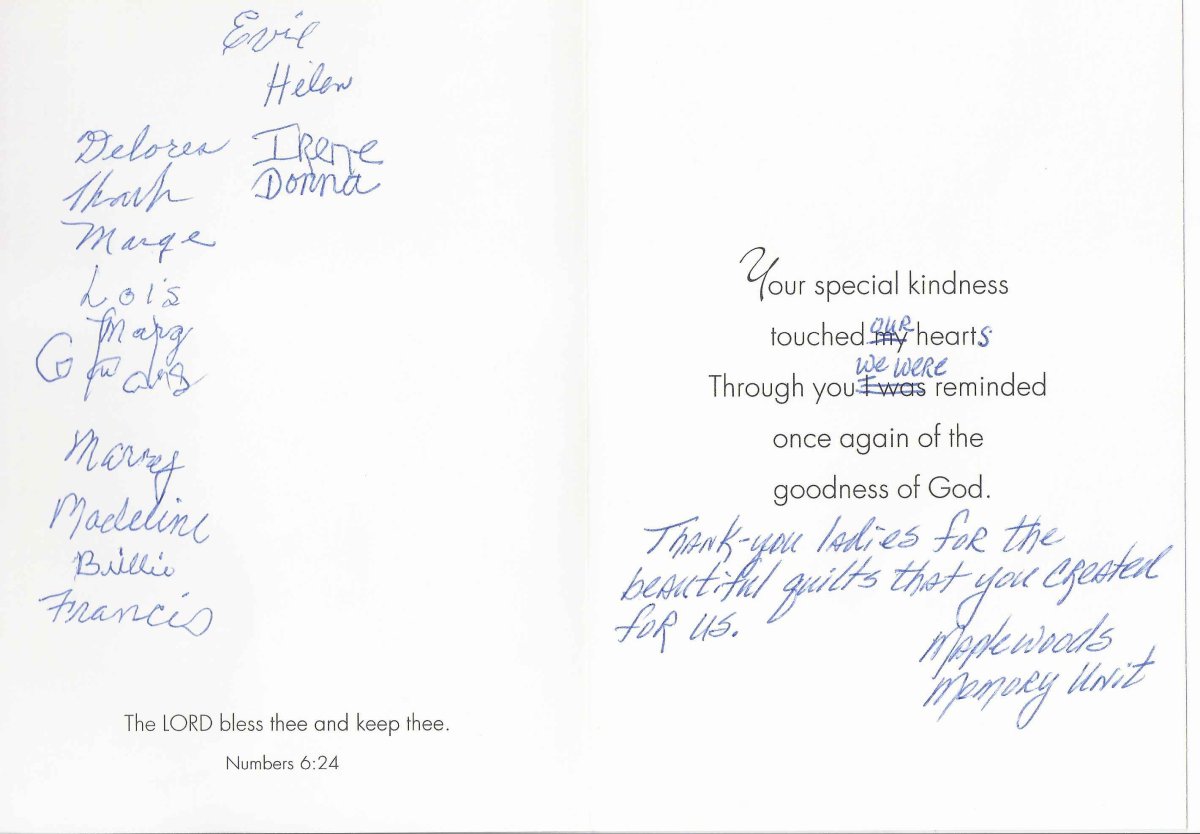 Helen
Delores Irene
Donna
Marge
Lois
Marg
Madeline
Billie
Francis
The LORD bless thee and keep thee.
Numbers 6:24
Your special kindness
touched my OUR hearts
Through you I was we were reminded
once again of the
goodness of God.
Thank-you ladies for the
beautiful quilts that you created
for us.
Maplewoods
Memory Unit